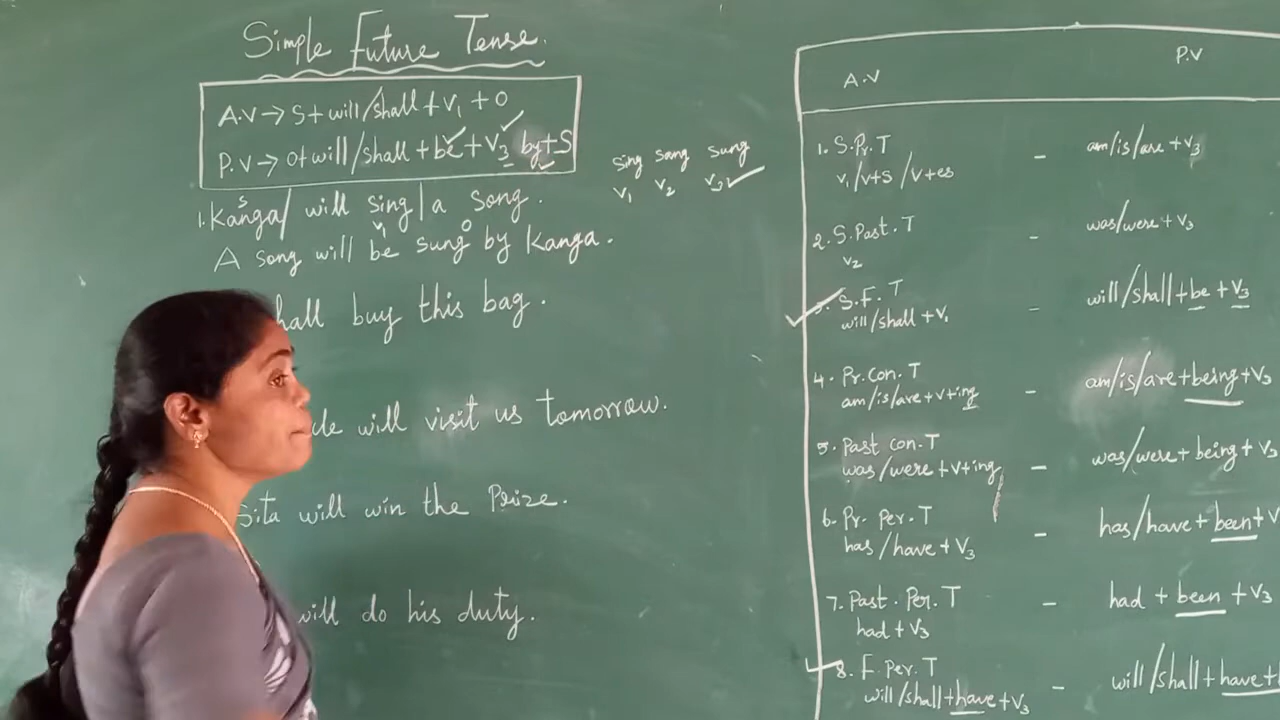 Simple Future Tense.
A.V → S + will/shall + V1 + O
P.V → O + will/shall + be + V3 by + S
sing sang sung
V1 V2 V3
S
1. Kanga/ will sing/a song.
V1 O
A song will be sung by Kanga.
shall buy this bag.
will visit us tomorrow.
Sita will win the Prize.
will do his duty.
A.V P.V
1. S.Pr.T - am/is/are + V3
V1/V+S/V+es
2. S.Past.T - was/were + V3
V2
3. S.F.T - will/shall + be + V3
will/shall + V1
4. Pr.con.T - am/is/are + being + V3
am/is/are + V+ing
5. Past con.T - was/were + being + V3
was/were + V+ing
6. Pr.Per.T - has/have + been + V
has/have + V3
7. Past.Per.T - had + been + V3
had + V3
8. F.Per.T - will/shall + have +
will/shall + have + V3